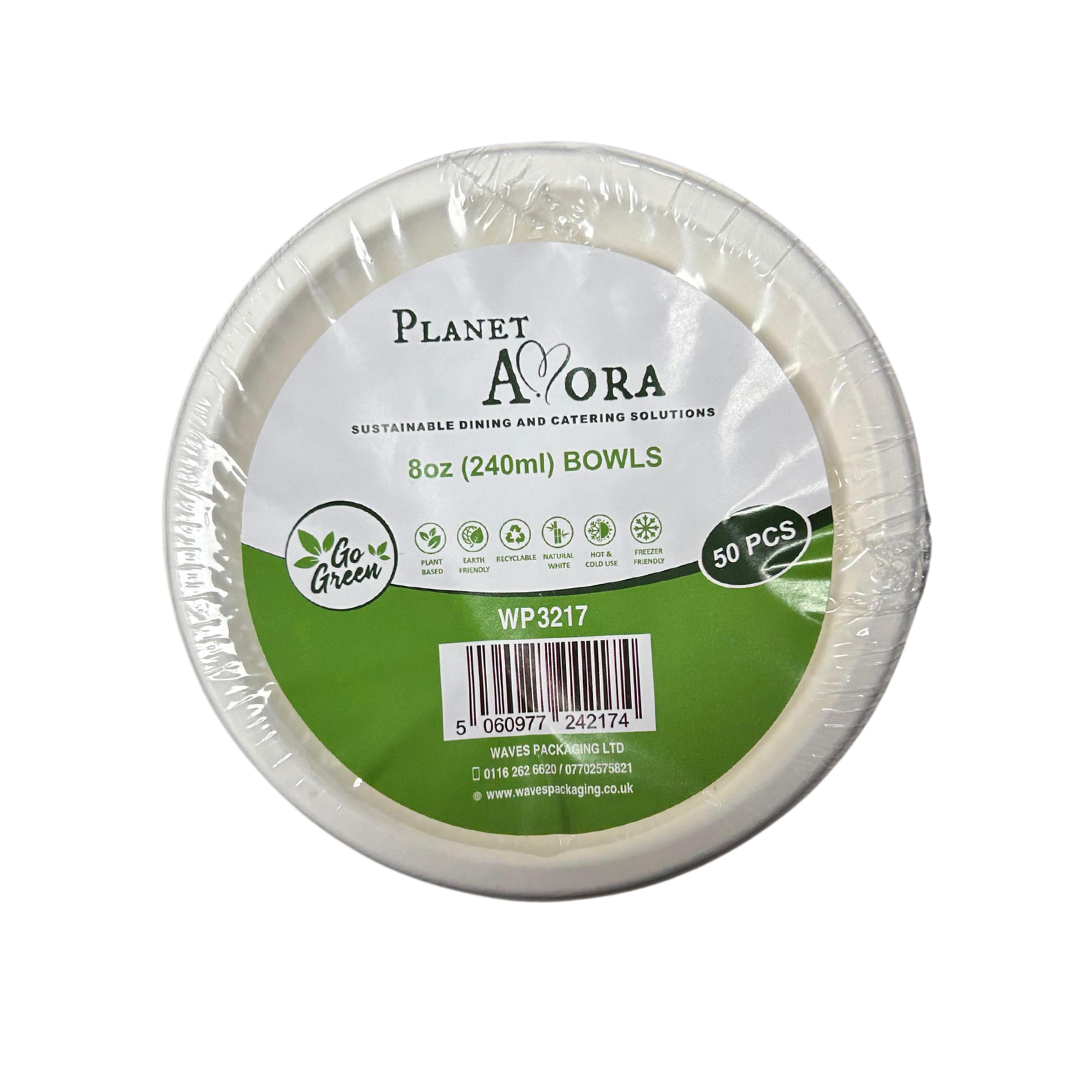 PLANET
AMORA
SUSTAINABLE DINING AND CATERING SOLUTIONS
8oz (240ml) BOWLS
Go
Green
PLANT
BASED
EARTH
FRIENDLY
RECYCLABLE
NATURAL
WHITE
HOT &
COLD USE
FREEZER
FRIENDLY
50 PCS
WP3217
5 060977 242174
WAVES PACKAGING LTD
0116 262 6620 / 07702575821
www.wavespackaging.co.uk